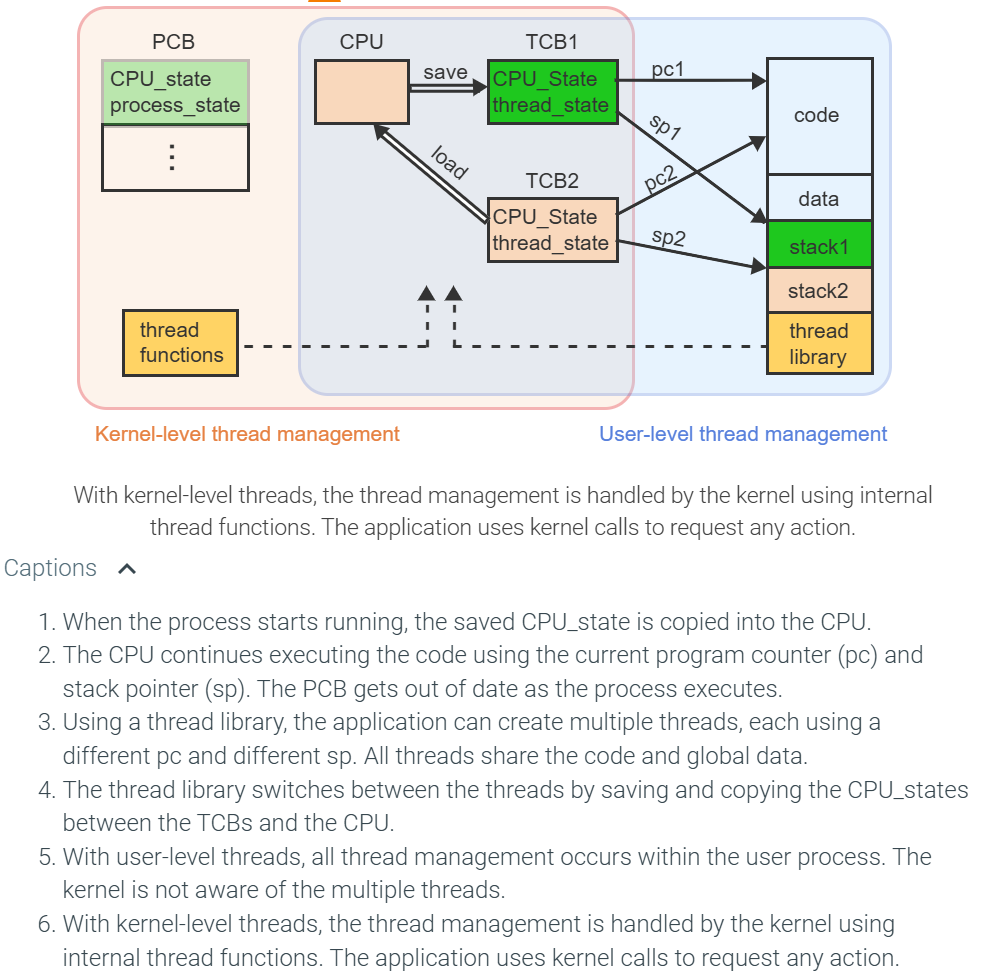 PCB
CPU
TCB1
CPU_state
process_state
save
CPU_State
thread_state
pc1
code
sp1
load
TCB2
pc2
CPU_State
thread_state
sp2
data
stack1
stack2
thread
functions
thread
library
Kernel-level thread management
User-level thread management
With kernel-level threads, the thread management is handled by the kernel using internal
thread functions. The application uses kernel calls to request any action.
Captions
1. When the process starts running, the saved CPU_state is copied into the CPU.
2. The CPU continues executing the code using the current program counter (pc) and
stack pointer (sp). The PCB gets out of date as the process executes.
3. Using a thread library, the application can create multiple threads, each using a
different pc and different sp. All threads share the code and global data.
4. The thread library switches between the threads by saving and copying the CPU_states
between the TCBs and the CPU.
5. With user-level threads, all thread management occurs within the user process. The
kernel is not aware of the multiple threads.
6. With kernel-level threads, the thread management is handled by the kernel using
internal thread functions. The application uses kernel calls to request any action.